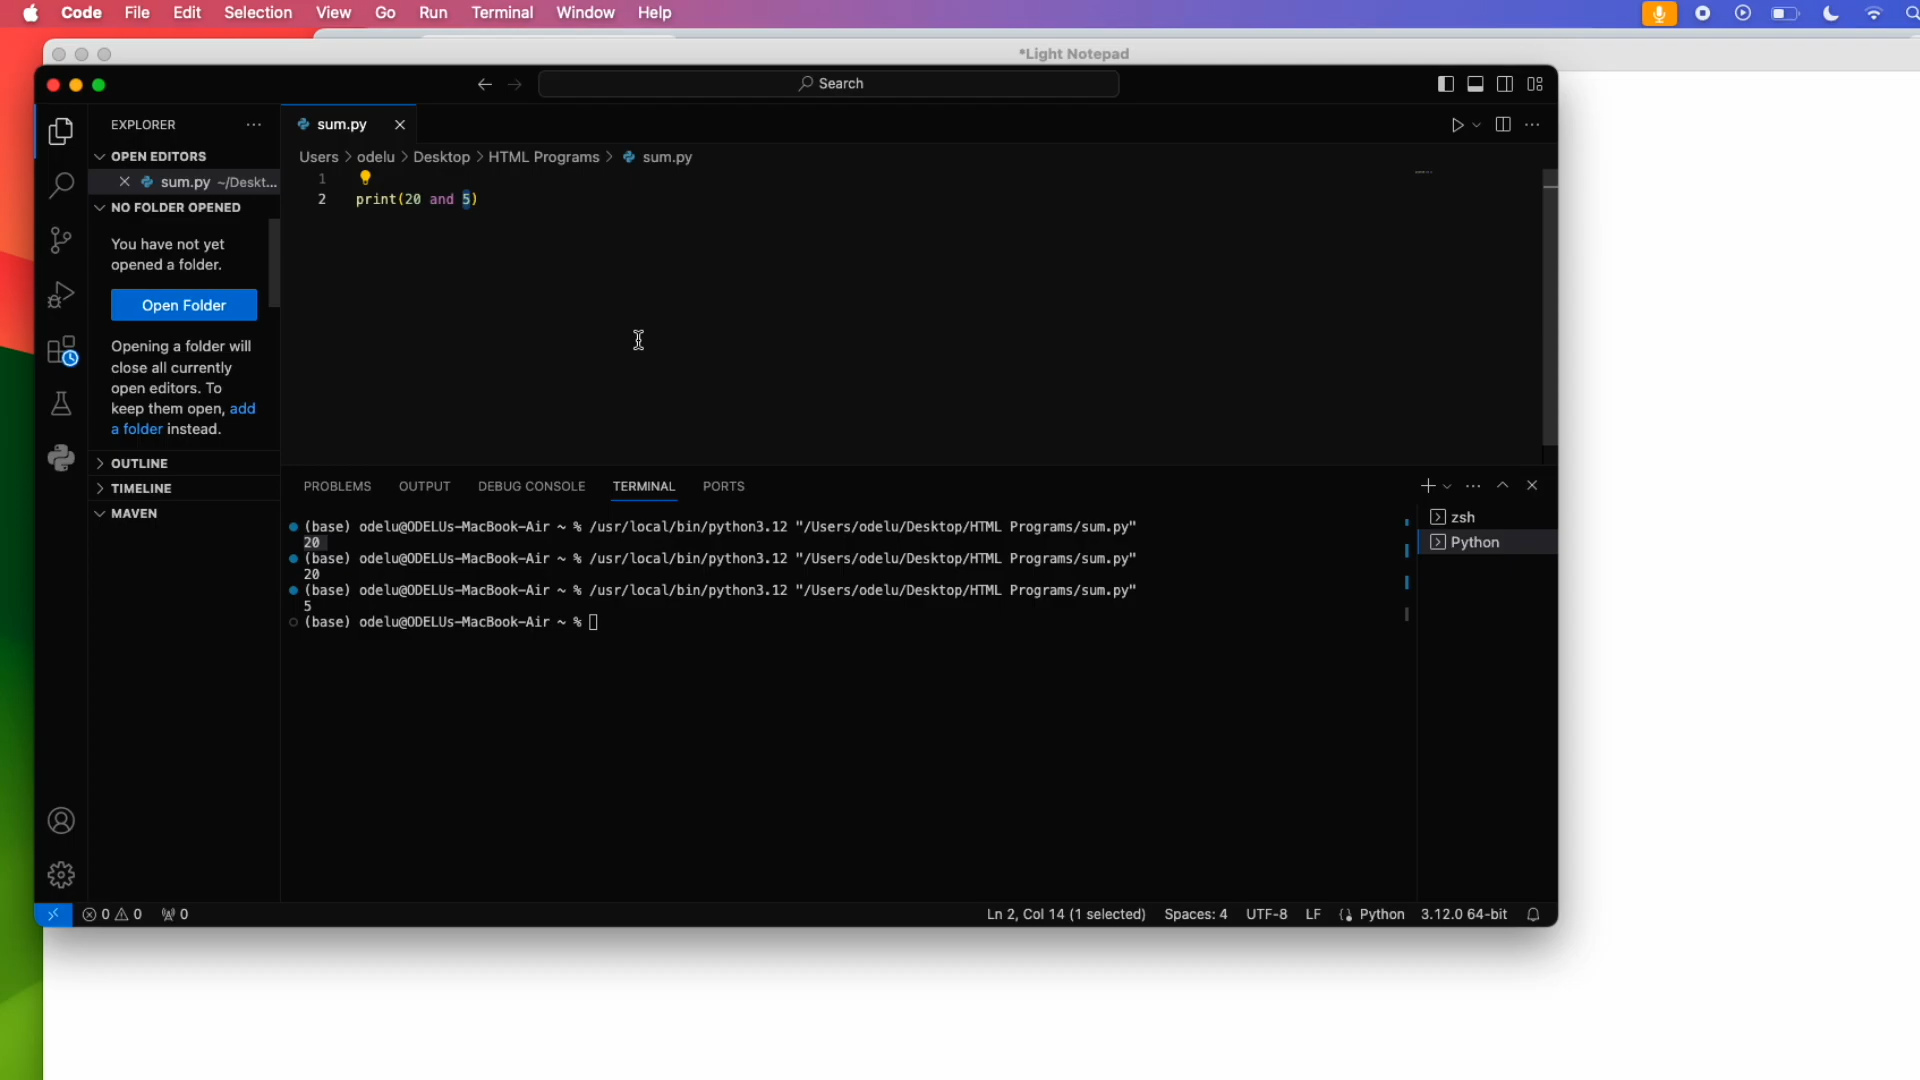 Code File Edit Selection View Go Run Terminal Window Help
*Light Notepad
Search
EXPLORER
sum.py
OPEN EDITORS
Users > odelu > Desktop > HTML Programs > sum.py
sum.py ~/Deskt...
1
NO FOLDER OPENED
2 print(20 and 5)
You have not yet
opened a folder.
Open Folder
Opening a folder will
close all currently
open editors. To
keep them open, add
a folder instead.
OUTLINE
TIMELINE
MAVEN
PROBLEMS OUTPUT DEBUG CONSOLE TERMINAL PORTS
(base) odelu@ODELUs-MacBook-Air ~ % /usr/local/bin/python3.12 "/Users/odelu/Desktop/HTML Programs/sum.py"
20
(base) odelu@ODELUs-MacBook-Air ~ % /usr/local/bin/python3.12 "/Users/odelu/Desktop/HTML Programs/sum.py"
20
(base) odelu@ODELUs-MacBook-Air ~ % /usr/local/bin/python3.12 "/Users/odelu/Desktop/HTML Programs/sum.py"
5
(base) odelu@ODELUs-MacBook-Air ~ %
zsh
Python
0 0 0 Ln 2, Col 14 (1 selected) Spaces: 4 UTF-8 LF Python 3.12.0 64-bit